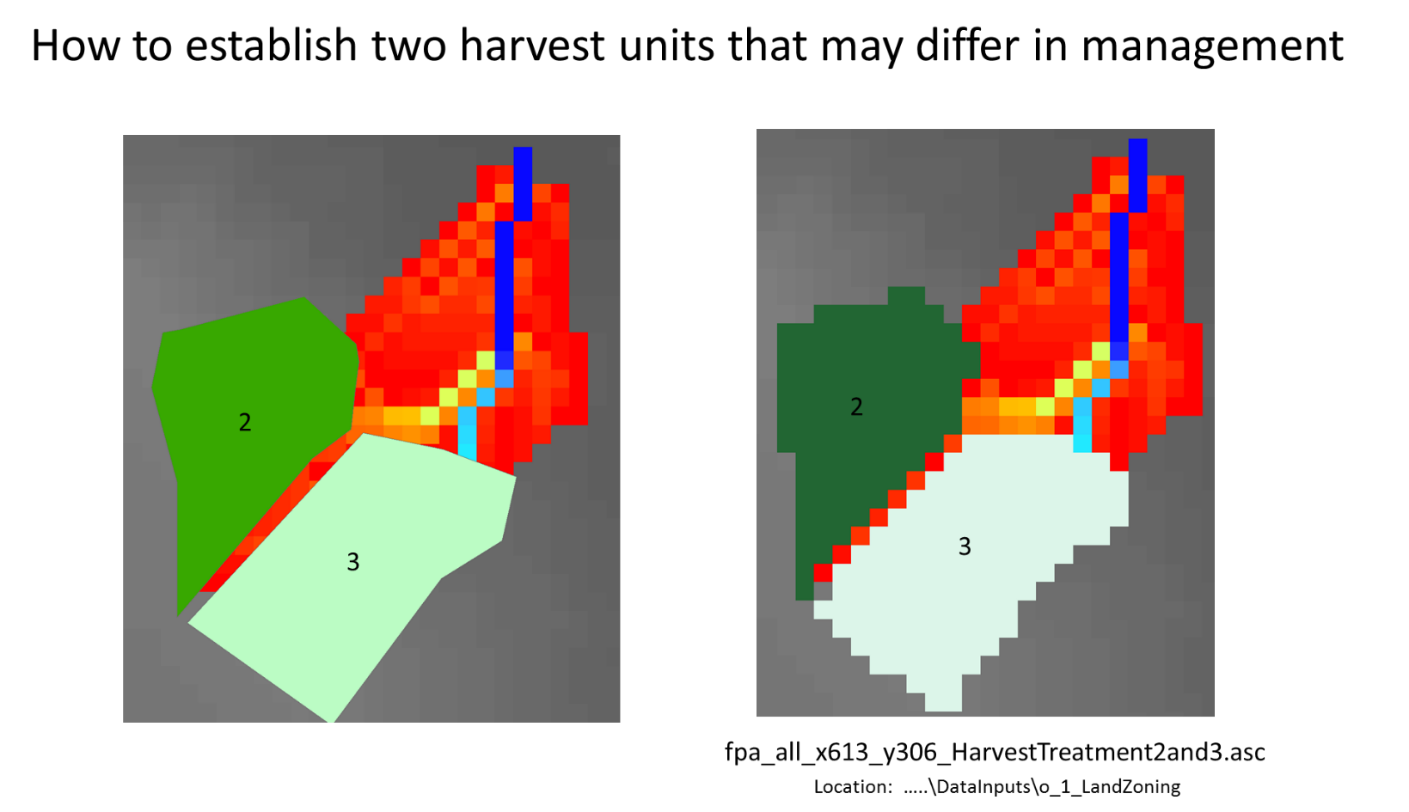 How to establish two harvest units that may differ in management
2
3
2
3
fpa_all_x613_y306_HarvestTreatment2and3.asc
Location:  .....\DataInputs\o_1_LandZoning